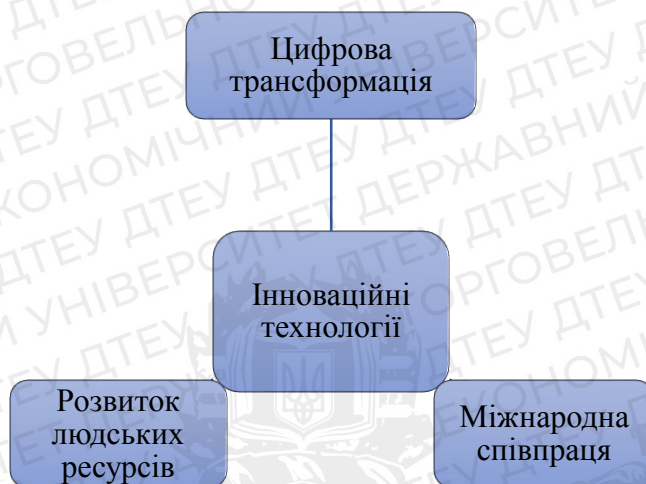 Цифрова
трансформація
Інноваційні
технології
Розвиток
людських
ресурсів
Міжнародна
співпраця